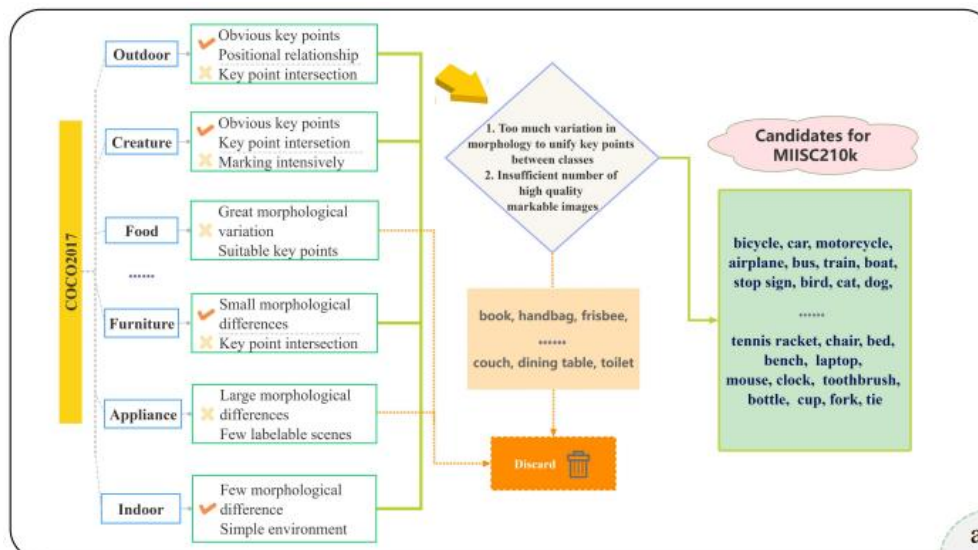 COCO2017
Outdoor
Obvious key points
Positional relationship
Key point intersection
Creature
Obvious key points
Key point intersetion
Marking intensively
Food
Great morphological
variation
Suitable key points
......
Furniture
Small morphological
differences
Key point intersection
Appliance
Large morphological
differences
Few labelable scenes
Indoor
Few morphological
difference
Simple environment
1. Too much variation in
morphology to unify key points
between classes
2. Insufficient number of
high quality
markable images
book, handbag, frisbee,
......
couch, dining table, toilet
Discard
Candidates for
MIISC210k
bicycle, car, motorcycle,
airplane, bus, train, boat,
stop sign, bird, cat, dog,
......
tennis racket, chair, bed,
bench, laptop,
mouse, clock, toothbrush,
bottle, cup, fork, tie
a